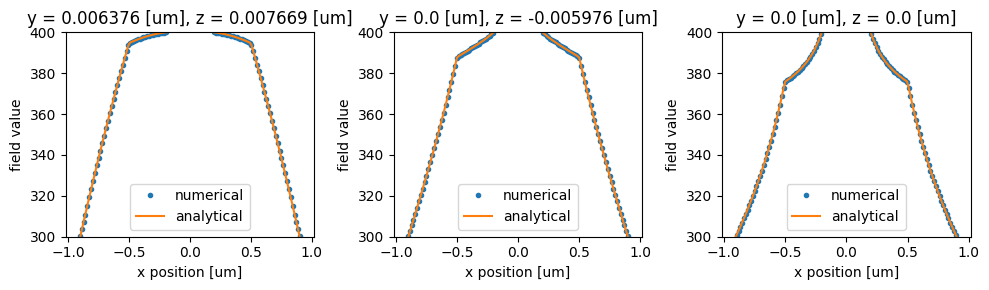 y = 0.006376 [um], z = 0.007669 [um]
y = 0.0 [um], z = -0.005976 [um]
y = 0.0 [um], z = 0.0 [um]
field value
400
380
360
340
320
300
numerical
analytical
−1.0
−0.5
0.0
0.5
1.0
x position [um]
field value
400
380
360
340
320
300
numerical
analytical
−1.0
−0.5
0.0
0.5
1.0
x position [um]
field value
400
380
360
340
320
300
numerical
analytical
−1.0
−0.5
0.0
0.5
1.0
x position [um]